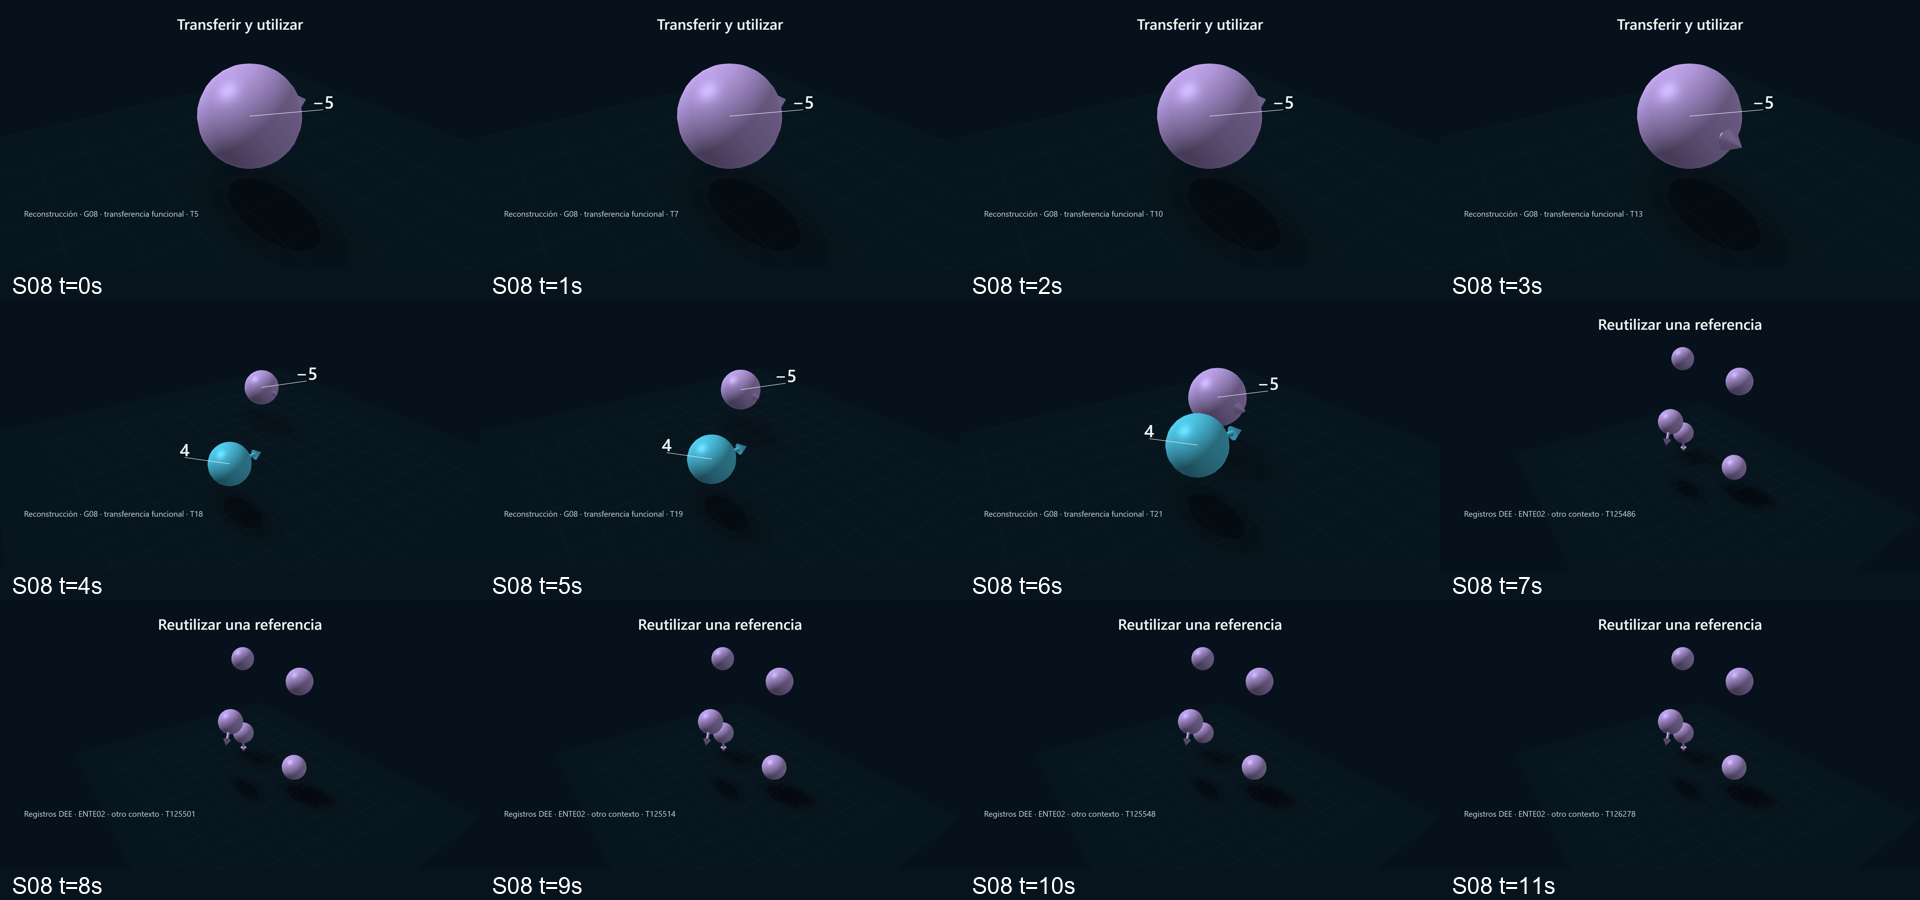 Transferir y utilizar
−5
Reconstrucción · G08 · transferencia funcional · T5
S08 t=0s
Transferir y utilizar
−5
Reconstrucción · G08 · transferencia funcional · T7
S08 t=1s
Transferir y utilizar
−5
Reconstrucción · G08 · transferencia funcional · T10
S08 t=2s
Transferir y utilizar
−5
Reconstrucción · G08 · transferencia funcional · T13
S08 t=3s
−5
4
Reconstrucción · G08 · transferencia funcional · T18
S08 t=4s
−5
4
Reconstrucción · G08 · transferencia funcional · T19
S08 t=5s
−5
4
Reconstrucción · G08 · transferencia funcional · T21
S08 t=6s
Reutilizar una referencia
Registros DEE · ENTE02 · otro contexto · T125486
S08 t=7s
Reutilizar una referencia
Registros DEE · ENTE02 · otro contexto · T125501
S08 t=8s
Reutilizar una referencia
Registros DEE · ENTE02 · otro contexto · T125514
S08 t=9s
Reutilizar una referencia
Registros DEE · ENTE02 · otro contexto · T125548
S08 t=10s
Reutilizar una referencia
Registros DEE · ENTE02 · otro contexto · T126278
S08 t=11s